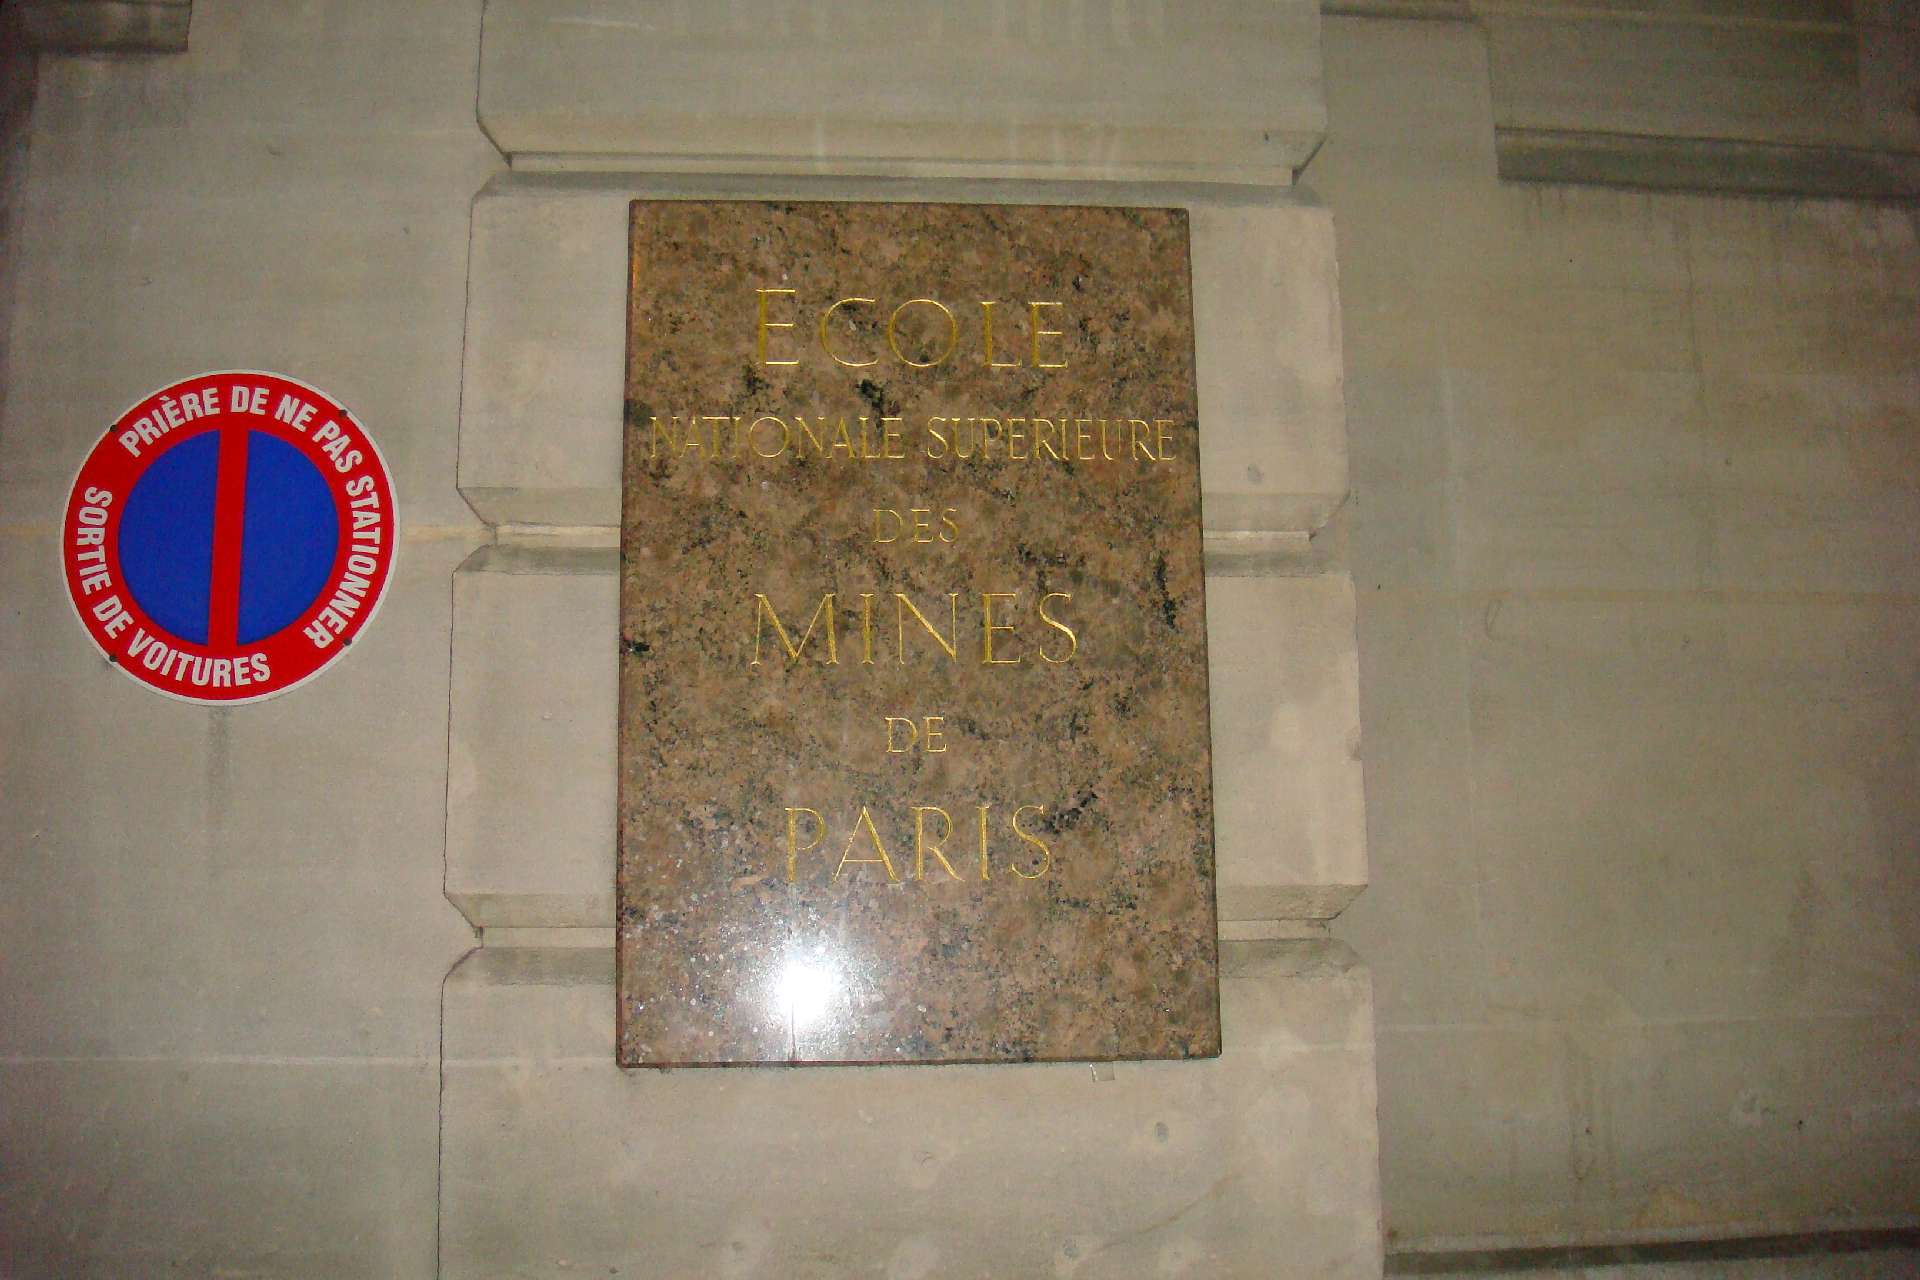 PRIÈRE DE NE PAS STATIONNER
SORTIE DE VOITURES
ECOLE
NATIONALE SUPERIEURE
DES
MINES
DE
PARIS